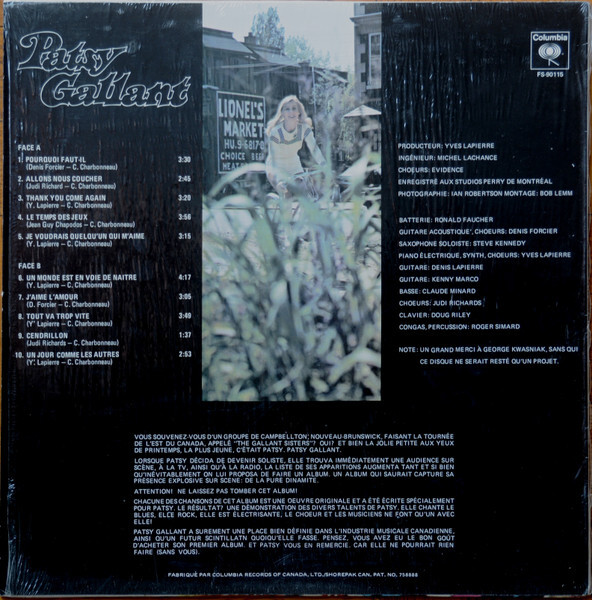 Patsy
Gallant
Columbia
FS-90115
LIONEL'S
MARKET
HU.9-6817-8
CHOICE BEEF
MEAT
FACE A
1. POURQUOI FAUT-IL 3:30
(Denis Forcier – C. Charbonneau)
2. ALLONS NOUS COUCHER 2:45
(Judi Richard – C. Charbonneau)
3. THANK YOU COME AGAIN 3:20
(Y. Lapierre – C. Charbonneau)
4. LE TEMPS DES JEUX 3:56
(Jean Guy Chapados – C. Charbonneau)
5. JE VOUDRAIS QUELQU'UN QUI M'AIME 3:15
(Y. Lapierre – C. Charbonneau)
FACE B
6. UN MONDE EST EN VOIE DE NAITRE 4:17
(Y. Lapierre – C. Charbonneau)
7. J'AIME L'AMOUR 3:05
(D. Forcier – C. Charbonneau)
8. TOUT VA TROP VITE 3:49
(Y' Lapierre – C. Charbonneau)
9. CENDRILLON 1:37
(Judi Richards – C. Charbonneau)
10. UN JOUR COMME LES AUTRES 2:53
(Y. Lapierre – C. Charbonneau)
PRODUCTEUR: YVES LAPIERRE
INGÉNIEUR: MICHEL LACHANCE
CHOEURS: EVIDENCE
ENREGISTRÉ AUX STUDIOS PERRY DE MONTRÉAL
PHOTOGRAPHIE: IAN ROBERTSON MONTAGE: BOB LEMM
BATTERIE: RONALD FAUCHER
GUITARE ACOUSTIQUE', CHOEURS: DENIS FORCIER
SAXOPHONE SOLOISTE: STEVE KENNEDY
PIANO ÉLECTRIQUE, SYNTH, CHOEURS: YVES LAPIERRE
GUITARE: DENIS LAPIERRE
GUITARE: KENNY MARCO
BASSE: CLAUDE MINARD
CHOEURS: JUDI RICHARDS
CLAVIER: DOUG RILEY
CONGAS, PERCUSSION: ROGER SIMARD
NOTE: UN GRAND MERCI À GEORGE KWASNIAK, SANS QUI
CE DISQUE NE SERAIT RESTÉ QU'UN PROJET.
VOUS SOUVENEZ-VOUS D'UN GROUPE DE CAMPBELLTON, NOUVEAU-BRUNSWICK, FAISANT LA TOURNÉE
DE L'EST DU CANADA, APPELÉ "THE GALLANT SISTERS"? OUI? ET BIEN LA JOLIE PETITE AUX YEUX
DE PRINTEMPS, LA PLUS JEUNE, C'ÉTAIT PATSY. PATSY GALLANT.
LORSQUE PATSY DÉCIDA DE DEVENIR SOLISTE, ELLE TROUVA IMMÉDIATEMENT UNE AUDIENCE SUR
SCÈNE, À LA TV, AINSI QU'À LA RADIO, LA LISTE DE SES APPARITIONS AUGMENTA TANT ET SI BIEN
QU'INÉVITABLEMENT ON LUI PROPOSA DE FAIRE UN ALBUM. UN ALBUM QUI SAURAIT CAPTURE SA
PRÉSENCE EXPLOSIVE SUR SCENE: DE LA PURE DINAMITE.
ATTENTION! NE LAISSEZ PAS TOMBER CET ALBUM!
CHACUNE DES CHANSONS DE CET ALBUM EST UNE OEUVRE ORIGINALE ET A ÉTÉ ÉCRITE SPÉCIALEMENT
POUR PATSY. LE RÉSULTAT? UNE DÉMONSTRATION DES DIVERS TALENTS DE PATSY. ELLE CHANTE LE
BLUES, ELLE ROCK, ELLE EST ÉLECTRISANTE, LE CHOEUR ET LES MUSICIENS NE FONT QU'UN AVEC
ELLE!
PATSY GALLANT A SUREMENT UNE PLACE BIEN DÉFINIE DANS L'INDUSTRIE MUSICALE CANADIENNE,
AINSI QU'UN FUTUR SCINTILLATN QUOIQU'ELLE FASSE. PENSEZ, VOUS AVEZ EU LE BON GOÛT
D'ACHETER SON PREMIER ALBUM. ET PATSY VOUS EN REMERCIE. CAR ELLE NE POURRAIT RIEN
FAIRE (SANS VOUS).
FABRIQUÉ PAR COLUMBIA RECORDS OF CANADA, LTD./SHOREPAK CAN. PAT. NO. 758888